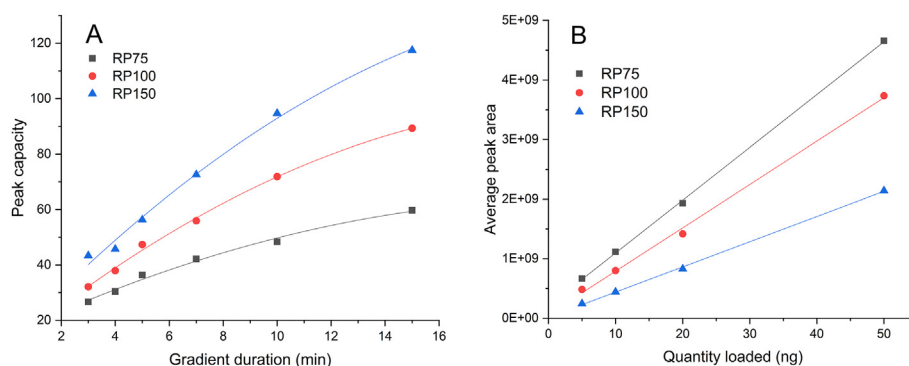 A
RP75
RP100
RP150
Peak capacity
120
100
80
60
40
20
2 4 6 8 10 12 14 16
Gradient duration (min)
B
RP75
RP100
RP150
Average peak area
5E+09
4E+09
3E+09
2E+09
1E+09
0E+00
0 10 20 30 40 50
Quantity loaded (ng)